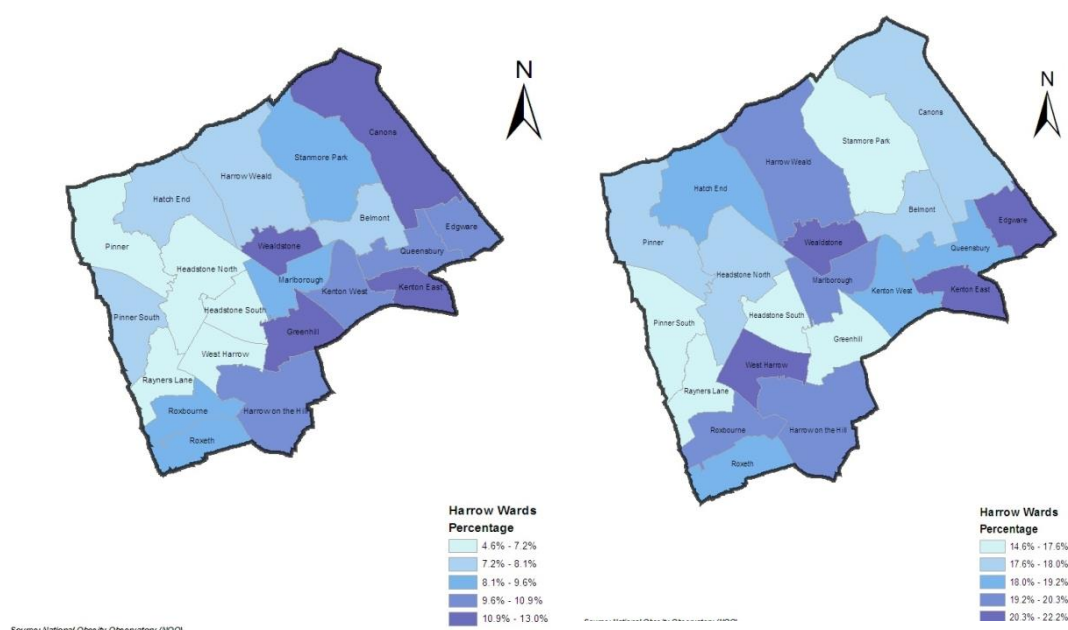 N
Canons
Stanmore Park
Harrow Weald
Hatch End
Belmont
Edgware
Pinner
Wealdstone
Queensbury
Headstone North
Marlborough
Kenton West
Kenton East
Pinner South
Headstone South
Greenhill
West Harrow
Rayners Lane
Roxbourne
Harrow on the Hill
Roxeth
Harrow Wards
Percentage
4.6% - 7.2%
7.2% - 8.1%
8.1% - 9.6%
9.6% - 10.9%
10.9% - 13.0%
Source: National Obesity Observatory (NOO)
N
Canons
Stanmore Park
Harrow Weald
Hatch End
Belmont
Edgware
Wealdstone
Pinner
Queensbury
Headstone North
Marlborough
Kenton West
Kenton East
Headstone South
Pinner South
Greenhill
West Harrow
Rayners Lane
Roxbourne
Harrow on the Hill
Roxeth
Harrow Wards
Percentage
14.6% - 17.6%
17.6% - 18.0%
18.0% - 19.2%
19.2% - 20.3%
20.3% - 22.2%